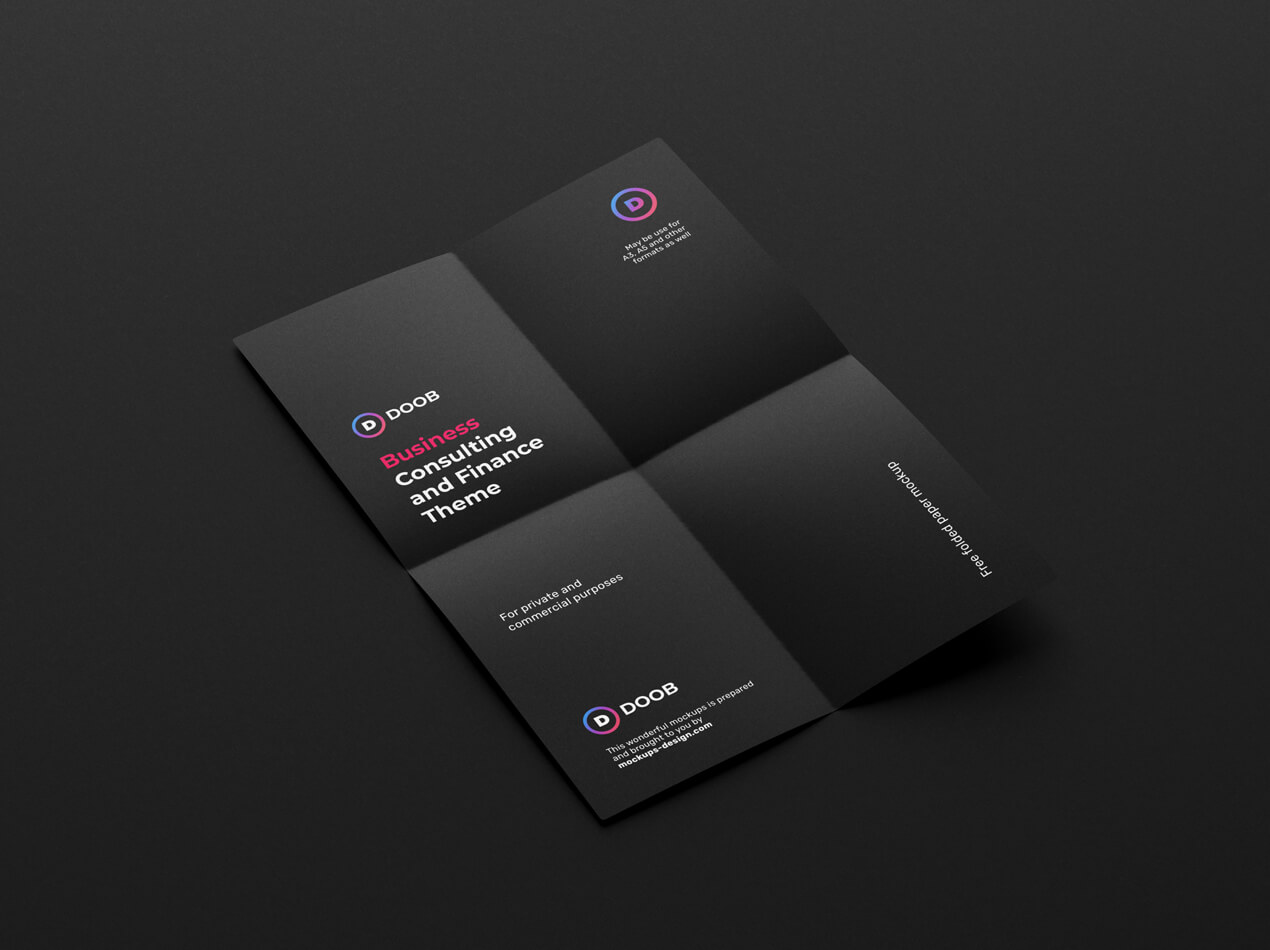 D DOOB
Business
Consulting
and Finance
Theme
D
May be use for
A3, A5 and other
formats as well
For private and
commercial purposes
D DOOB
This wonderful mockups is prepared
and brought to you by
mockups-design.com
Free folded paper mockup